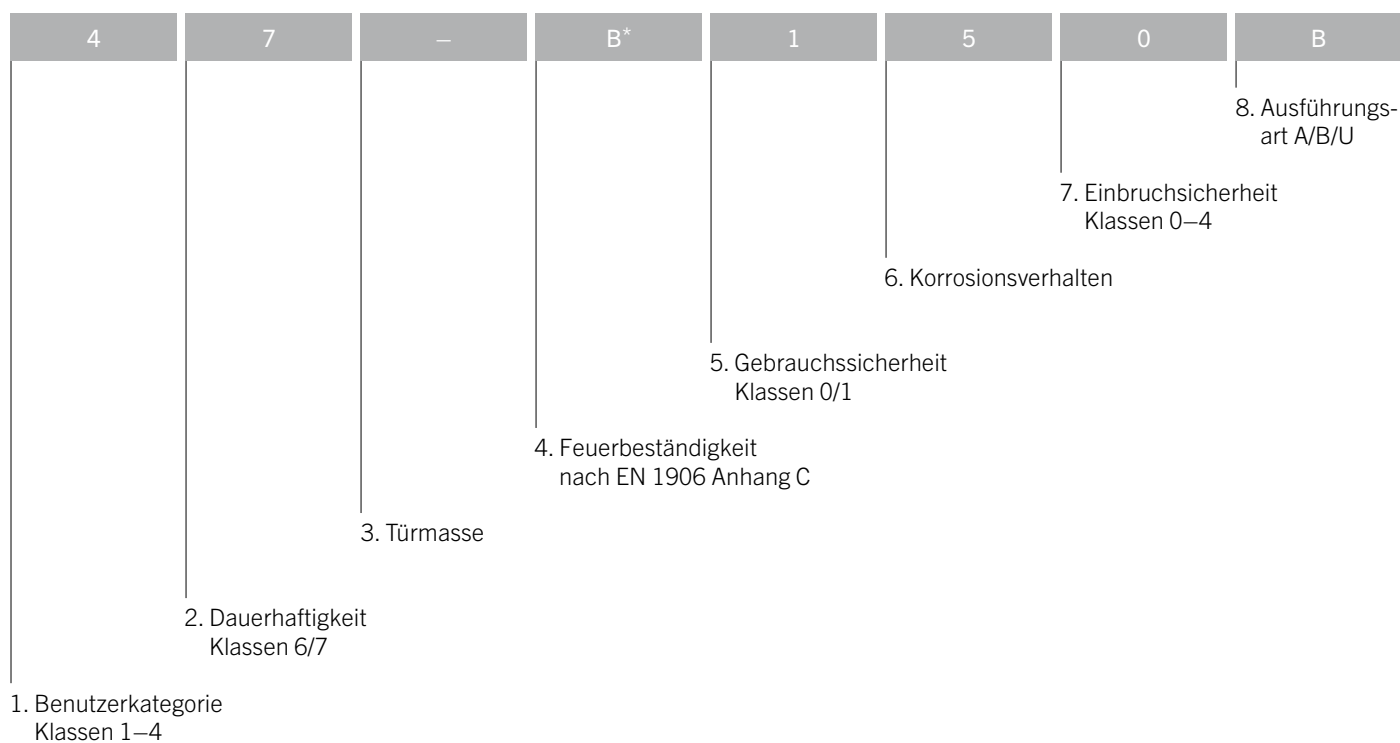 4 7 – B* 1 5 0 B
8. Ausführungs-
art A/B/U
7. Einbruchsicherheit
Klassen 0–4
6. Korrosionsverhalten
5. Gebrauchssicherheit
Klassen 0/1
4. Feuerbeständigkeit
nach EN 1906 Anhang C
3. Türmasse
2. Dauerhaftigkeit
Klassen 6/7
1. Benutzerkategorie
Klassen 1–4